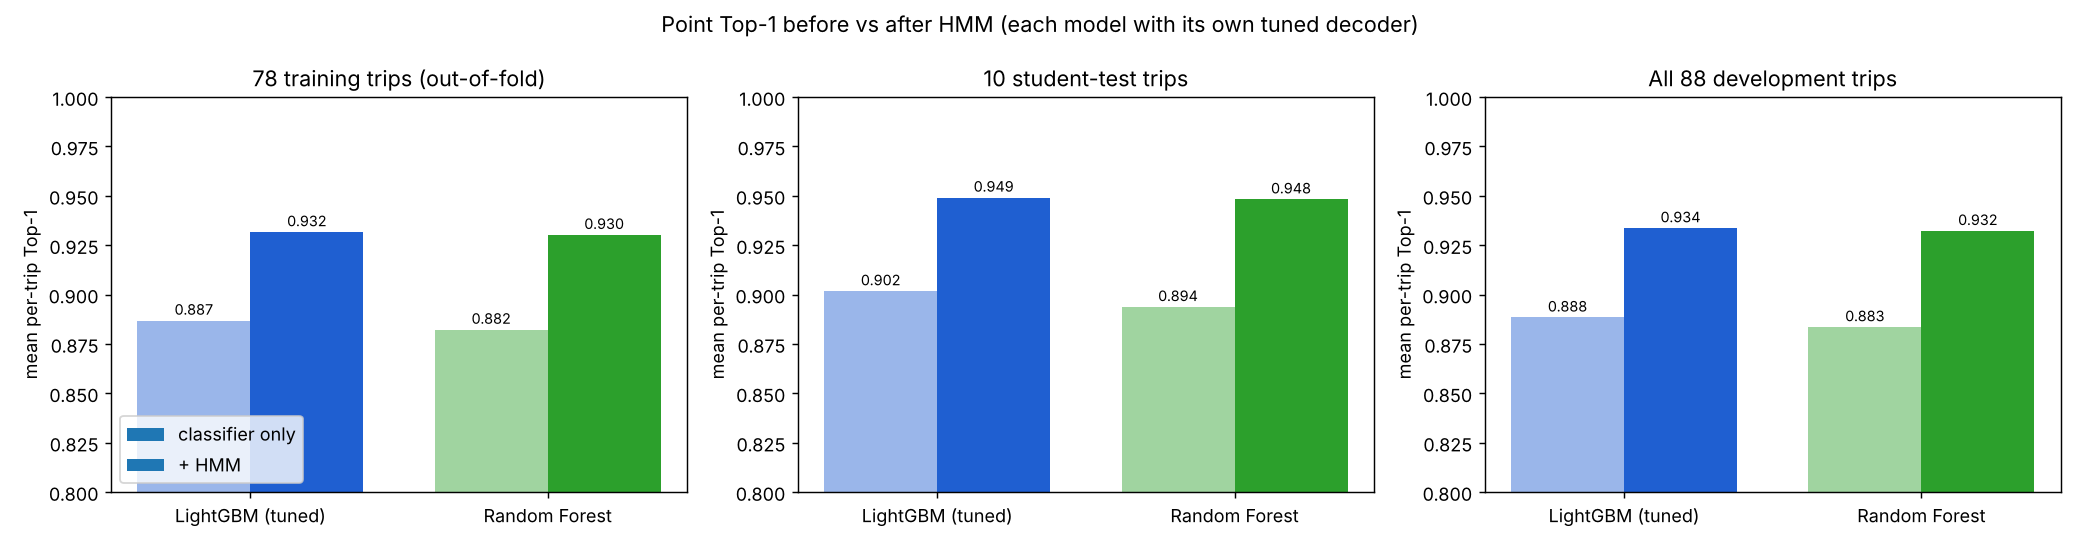 Point Top-1 before vs after HMM (each model with its own tuned decoder)
78 training trips (out-of-fold)
mean per-trip Top-1
1.000
0.975
0.950
0.925
0.900
0.875
0.850
0.825
0.800
0.887
0.932
0.882
0.930
classifier only
+ HMM
LightGBM (tuned)
Random Forest
10 student-test trips
mean per-trip Top-1
1.000
0.975
0.950
0.925
0.900
0.875
0.850
0.825
0.800
0.902
0.949
0.894
0.948
LightGBM (tuned)
Random Forest
All 88 development trips
mean per-trip Top-1
1.000
0.975
0.950
0.925
0.900
0.875
0.850
0.825
0.800
0.888
0.934
0.883
0.932
LightGBM (tuned)
Random Forest